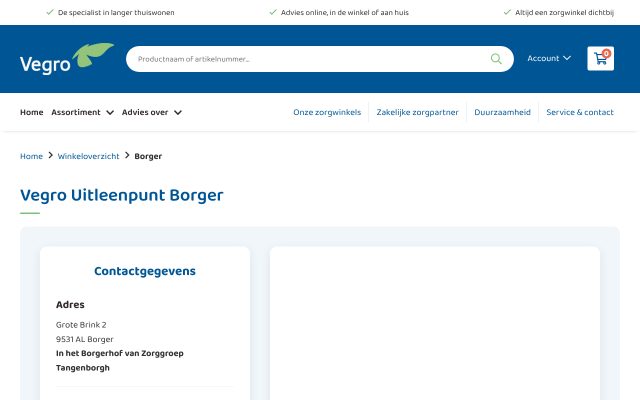 De specialist in langer thuiswonen
Advies online, in de winkel of aan huis
Altijd een zorgwinkel dichtbij
Vegro
Productnaam of artikelnummer...
Account
0
Home
Assortiment
Advies over
Onze zorgwinkels
Zakelijke zorgpartner
Duurzaamheid
Service & contact
Home
Winkeloverzicht
Borger
Vegro Uitleenpunt Borger
Contactgegevens
Adres
Grote Brink 2
9531 AL Borger
In het Borgerhof van Zorggroep
Tangenborgh